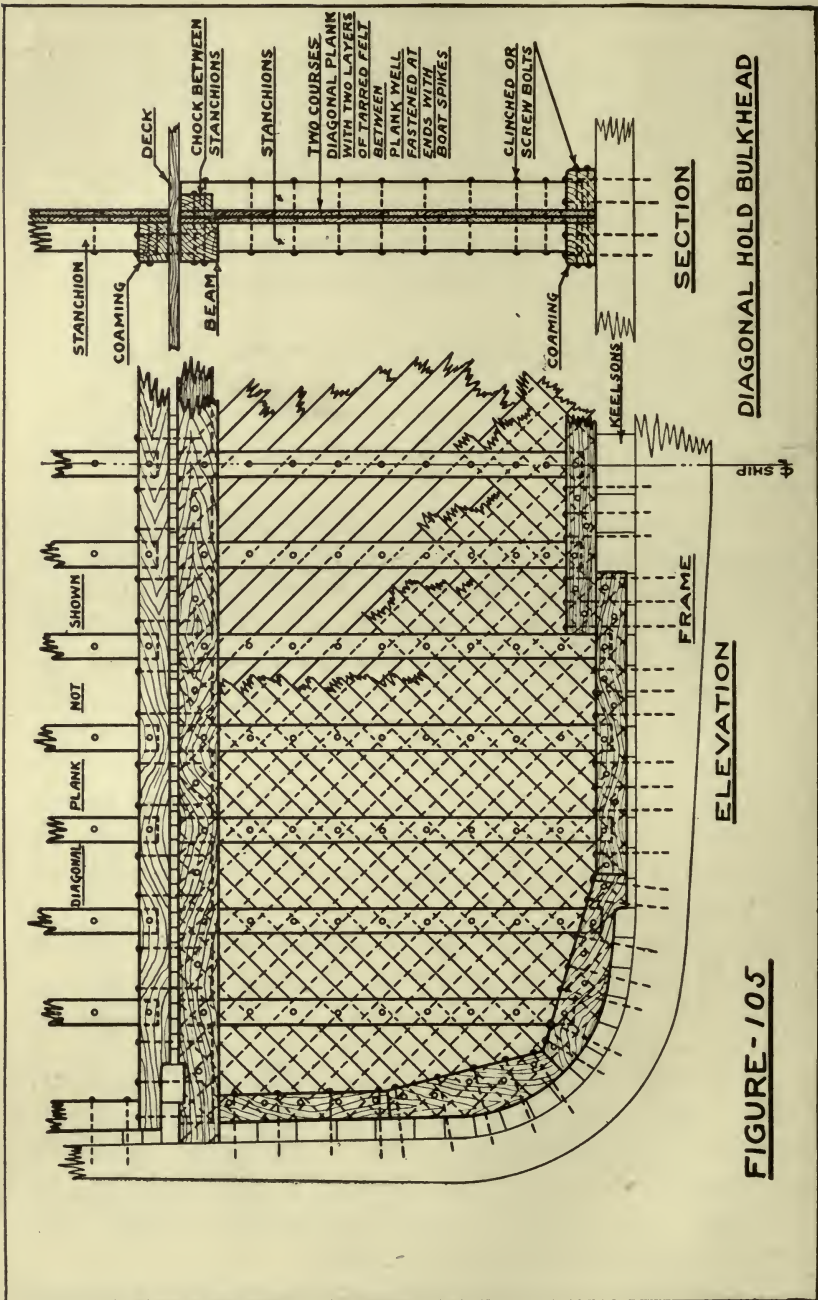 STANCHION
COAMING
DECK
CHOCK BETWEEN
STANCHIONS
BEAM
STANCHIONS
TWO COURSES
DIAGONAL PLANK
WITH TWO LAYERS
OF TARRED FELT
BETWEEN
PLANK WELL
FASTENED AT
ENDS WITH
BOAT SPIKES
CLINCHED OR
SCREW BOLTS
COAMING
SECTION
DIAGONAL PLANK NOT SHOWN
KEELSONS
FRAME
℄ SHIP
ELEVATION
FIGURE-105
DIAGONAL HOLD BULKHEAD